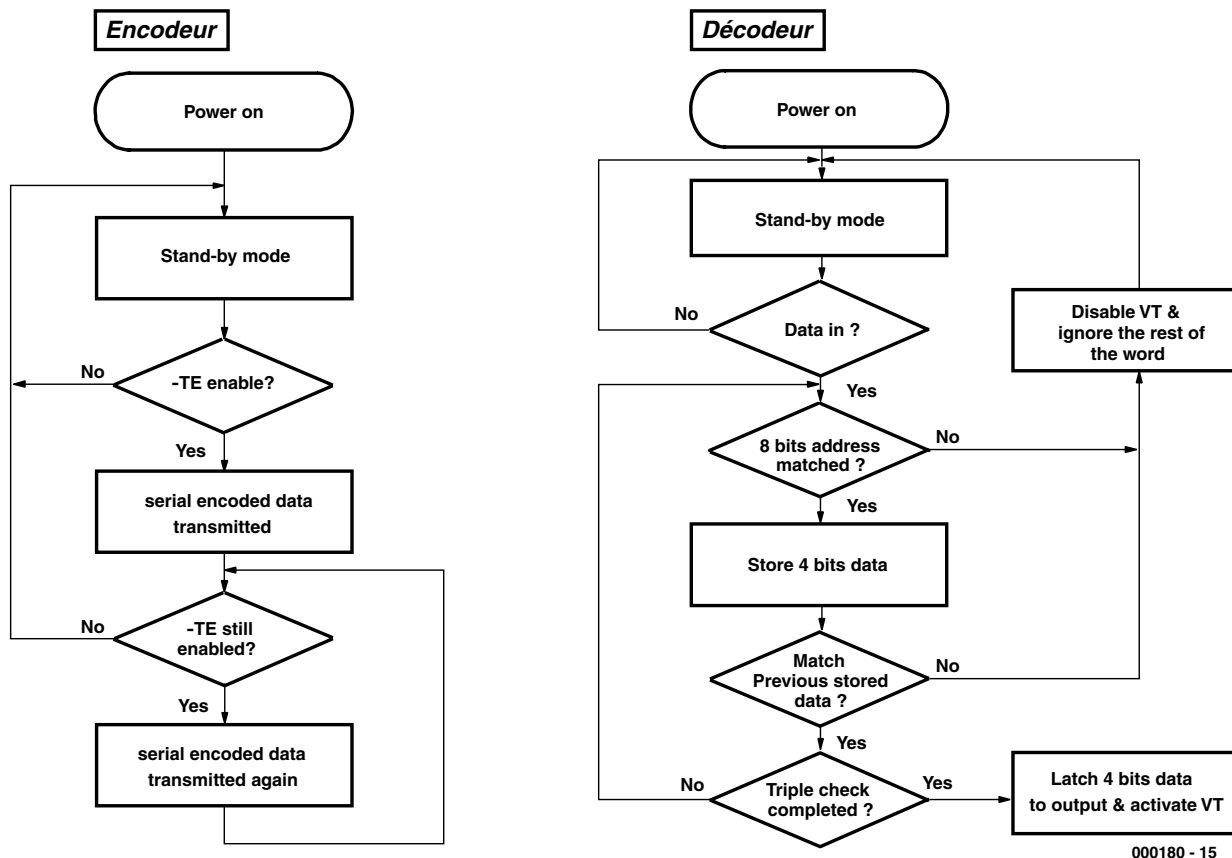 Encodeur
Power on
Stand-by mode
-TE enable?
No
Yes
serial encoded data
transmitted
-TE still
enabled?
No
Yes
serial encoded data
transmitted again
Décodeur
Power on
Stand-by mode
Data in ?
No
Yes
8 bits address
matched ?
No
Yes
Disable VT &
ignore the rest of
the word
Store 4 bits data
Match
Previous stored
data ?
No
Yes
Triple check
completed ?
No
Yes
Latch 4 bits data
to output & activate VT
000180 - 15